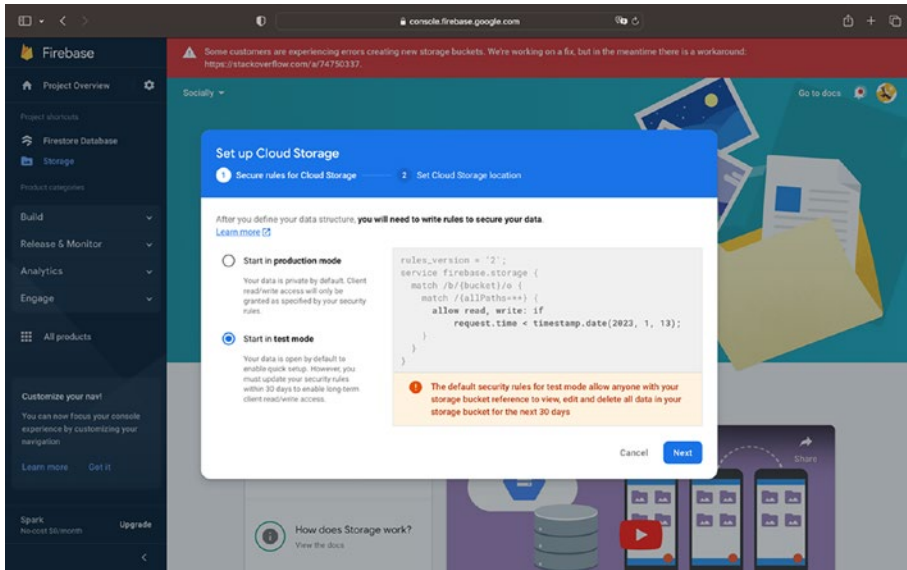 console.firebase.google.com
Firebase
Some customers are experiencing errors creating new storage buckets. We're working on a fix, but in the meantime there is a workaround:
https://stackoverflow.com/a/74750337.
Project Overview
Socially
Go to docs
Project shortcuts
Firestore Database
Storage
Product categories
Build
Release & Monitor
Analytics
Engage
All products
Customize your nav!
You can now focus your console
experience by customizing your
navigation
Learn more
Got it
Spark
No-cost $0/month
Upgrade
Set up Cloud Storage
1 Secure rules for Cloud Storage
2 Set Cloud Storage location
After you define your data structure, you will need to write rules to secure your data.
Learn more
Start in production mode
Your data is private by default. Client
read/write access will only be
granted as specified by your security
rules.
Start in test mode
Your data is open by default to
enable quick setup. However, you
must update your security rules
within 30 days to enable long-term
client read/write access.
rules_version = '2';
service firebase.storage {
match /b/{bucket}/o {
match /{allPaths=**} {
allow read, write: if
request.time < timestamp.date(2023, 1, 13);
}
}
}
The default security rules for test mode allow anyone with your
storage bucket reference to view, edit and delete all data in your
storage bucket for the next 30 days
Cancel
Next
How does Storage work?
View the docs
Share